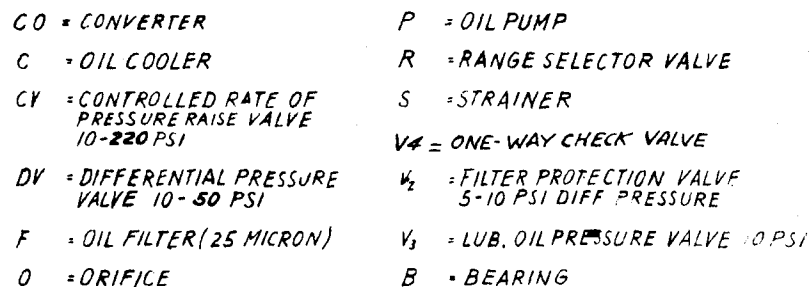 CO = CONVERTER
C = OIL COOLER
CV = CONTROLLED RATE OF
PRESSURE RAISE VALVE
10-220 PSI
DV = DIFFERENTIAL PRESSURE
VALVE 10-50 PSI
F = OIL FILTER (25 MICRON)
O = ORIFICE
P = OIL PUMP
R = RANGE SELECTOR VALVE
S = STRAINER
V4 = ONE-WAY CHECK VALVE
V2 = FILTER PROTECTION VALVE
5-10 PSI DIFF PRESSURE
V3 = LUB. OIL PRESSURE VALVE 10 PSI
B = BEARING